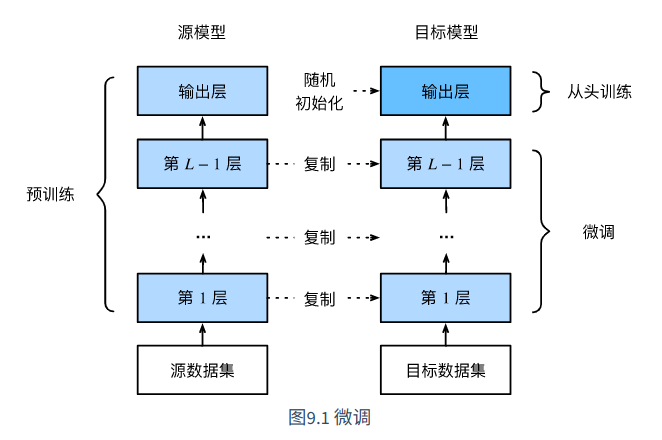 源模型
目标模型
输出层
随机
初始化
输出层
从头训练
第 L − 1 层
复制
第 L − 1 层
预训练
...
复制
...
微调
第 1 层
复制
第 1 层
源数据集
目标数据集
图9.1 微调